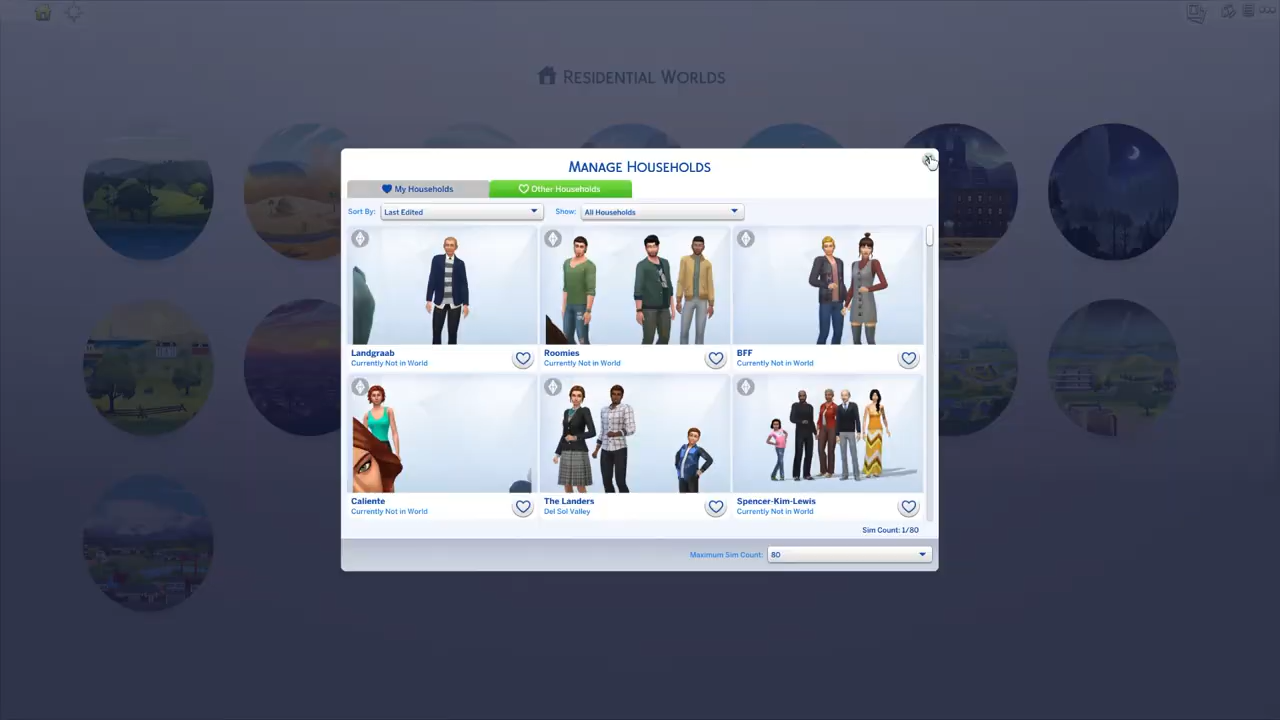 RESIDENTIAL WORLDS
MANAGE HOUSEHOLDS
My Households
Other Households
Sort By: Last Edited
Show: All Households
Landgraab
Currently Not in World
Roomies
Currently Not in World
BFF
Currently Not in World
Caliente
Currently Not in World
The Landers
Del Sol Valley
Spencer-Kim-Lewis
Currently Not in World
Sim Count: 1/80
Maximum Sim Count: 80